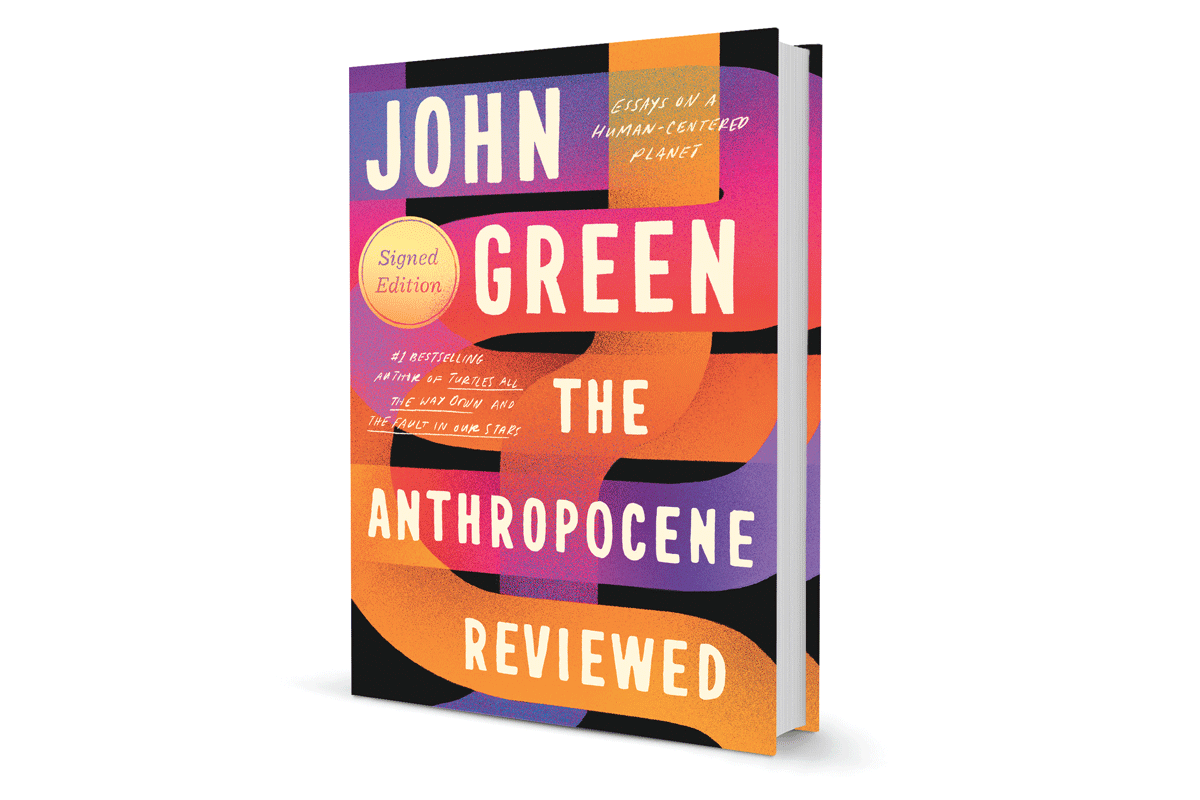 JOHN
ESSAYS ON A
HUMAN-CENTERED
PLANET
GREEN
Signed
Edition
#1 BESTSELLING
AUTHOR OF TURTLES ALL
THE WAY DOWN AND
THE FAULT IN OUR STARS
THE
ANTHROPOCENE
REVIEWED